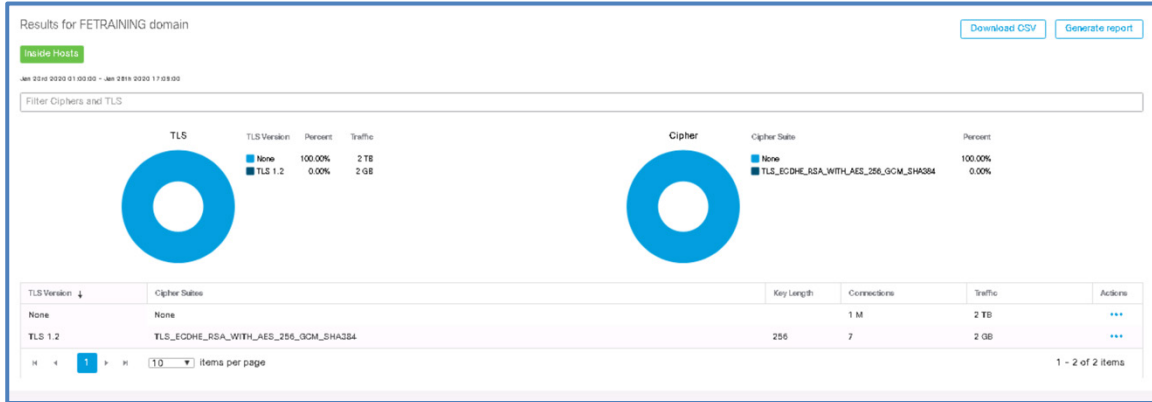 Results for FETRAINING domain
Download CSV Generate report
Inside Hosts
Jan 23rd 2020 01:00:00 - Jan 28th 2020 17:09:00
Filter Ciphers and TLS
TLS
TLS Version Percent Traffic
None 100.00% 2 TB
TLS 1.2 0.00% 2 GB
Cipher
Cipher Suite Percent
None 100.00%
TLS_ECDHE_RSA_WITH_AES_256_GCM_SHA384 0.00%
TLS Version ↓ Cipher Suites Key Length Connections Traffic Actions
None None 1 M 2 TB
TLS 1.2 TLS_ECDHE_RSA_WITH_AES_256_GCM_SHA384 256 7 2 GB
1 10 items per page 1 - 2 of 2 items